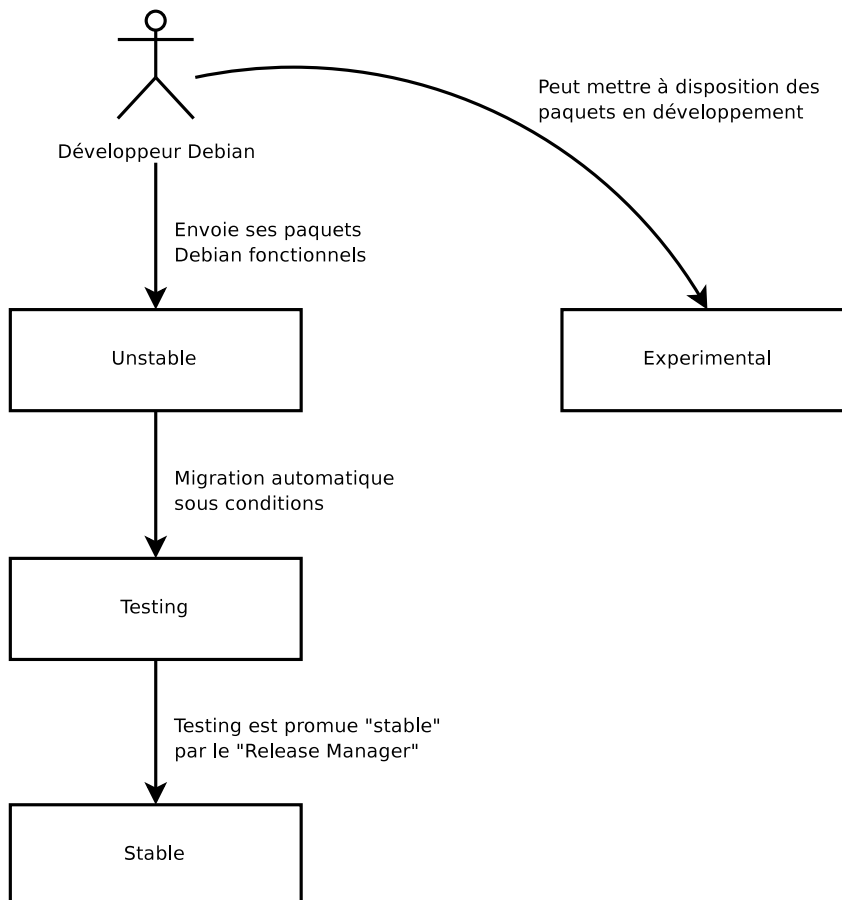 Peut mettre à disposition des
paquets en développement
Développeur Debian
Envoie ses paquets
Debian fonctionnels
Unstable
Experimental
Migration automatique
sous conditions
Testing
Testing est promue "stable"
par le "Release Manager"
Stable